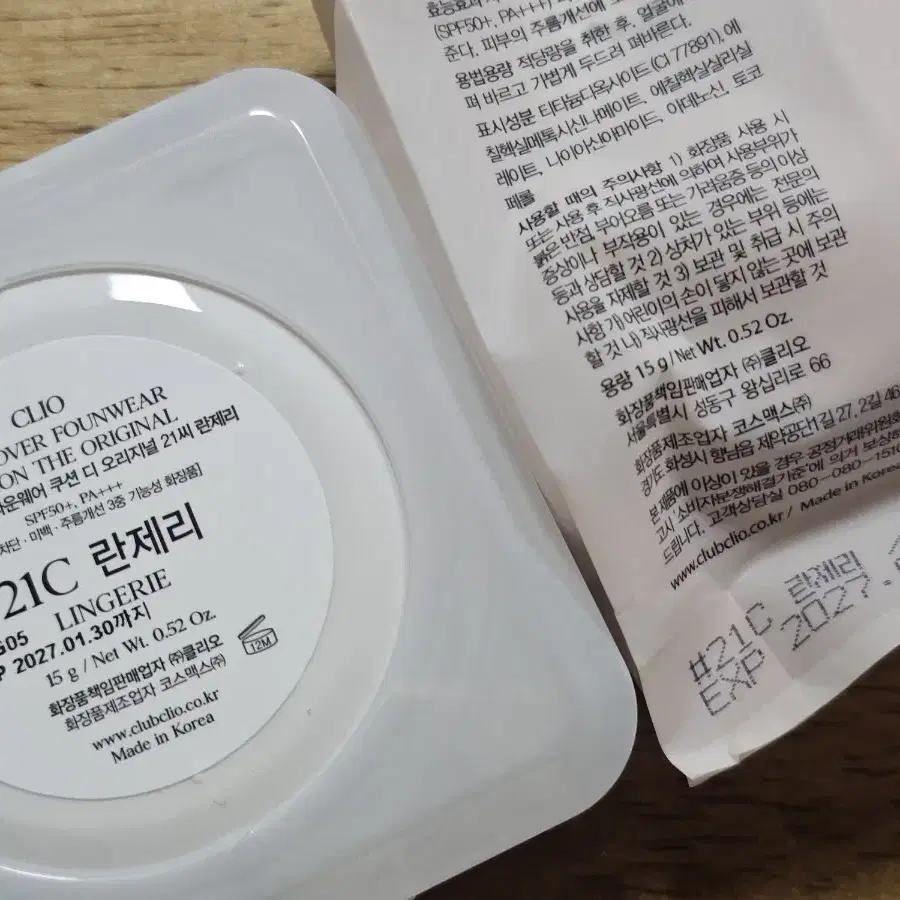 CLIO
OVER FOUNWEAR
ON THE ORIGINAL
운웨어 쿠션 디 오리지널 21씨 란제리
SPF50+, PA+++
차단·미백·주름개선 3중 기능성 화장품]
21C 란제리
LINGERIE
G05
2027.01.30까지
15 g / Net Wt. 0.52 Oz.
화장품책임판매업자 ㈜클리오
화장품제조업자 코스맥스㈜
www.clubclio.co.kr
Made in Korea
12M
효능효과
(SPF50+, PA+++)
준다. 피부의 주름개선에
용법용량 적당량을 취한 후, 얼굴에
펴 바르고 가볍게 두드려 펴바른다.
표시성분 티타늄디옥사이드(CI 77891), 에
칠헥실메톡시신나메이트, 에칠헥실살리실
레이트, 나이아신아마이드, 아데노신, 토코
페롤
사용할 때의 주의사항 1) 화장품 사용 시
또는 사용 후 직사광선에 의하여 사용부위가
붉은 반점, 부어오름 또는 가려움증 등의 이상
증상이나 부작용이 있는 경우에는 전문의
등과 상담할 것 2) 상처가 있는 부위 등에는
사용을 자제할 것 3) 보관 및 취급 시 주의
사항 가) 어린이의 손이 닿지 않는 곳에 보관
할 것 나) 직사광선을 피해서 보관할 것
용량 15 g / Net Wt. 0.52 Oz.
화장품책임판매업자 ㈜클리오
서울특별시 성동구 왕십리로 66
화장품제조업자 코스맥스㈜
경기도 화성시 향남읍 제약공단1길 27, 2길 46
본 제품에 이상이 있을 경우 공정거래위원회
고시 소비자분쟁해결기준에 의거 보상해
드립니다. 고객상담실 080-080-1510
www.clubclio.co.kr / Made in Korea
#21C 란제리
EXP 2027.